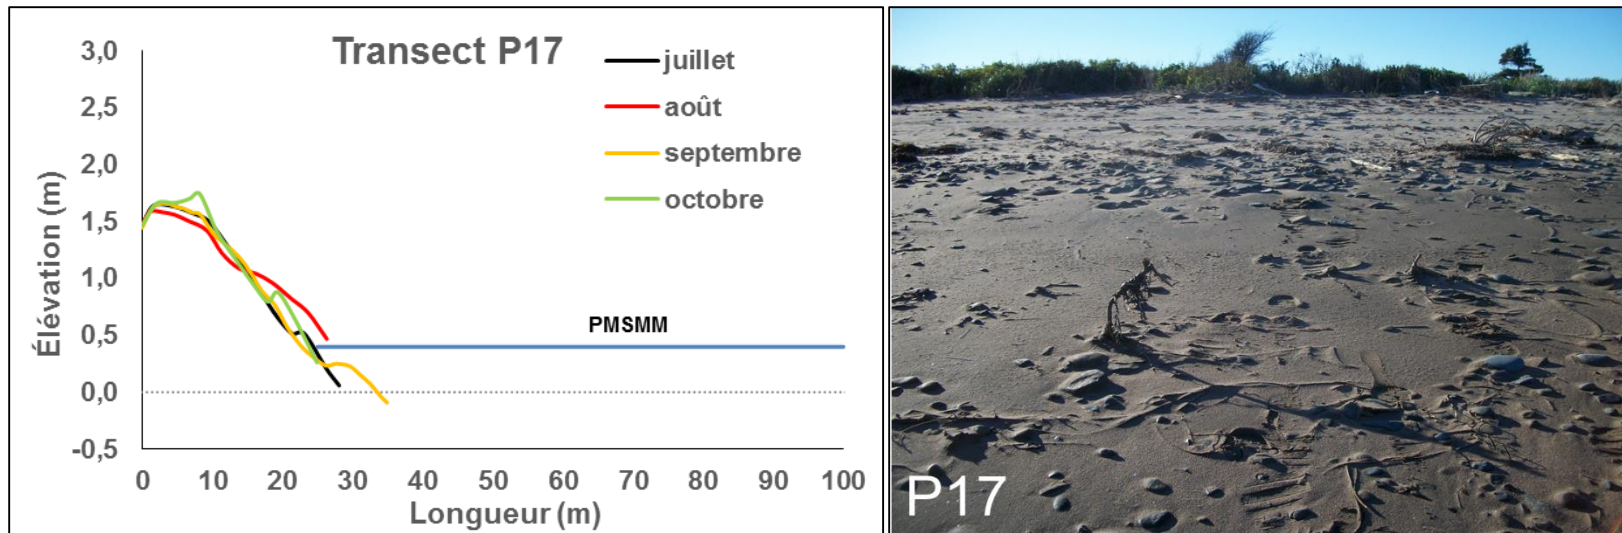 Transect P17
juillet
août
septembre
octobre
3,0
2,5
2,0
1,5
1,0
0,5
0,0
-0,5
Élévation (m)
PMSMM
0 10 20 30 40 50 60 70 80 90 100
Longueur (m)
P17